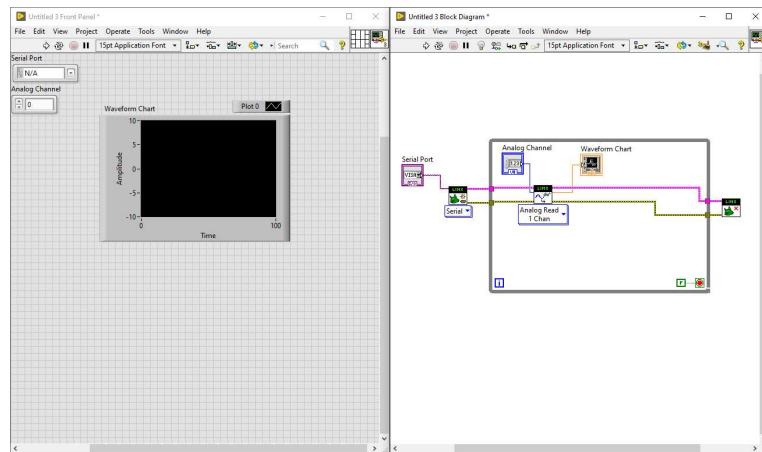 Untitled 3 Front Panel *
File Edit View Project Operate Tools Window Help
15pt Application Font
Search
Serial Port
N/A
Analog Channel
0
Waveform Chart
Plot 0
10
5
0
-5
-10
Amplitude
0
100
Time
Untitled 3 Block Diagram *
File Edit View Project Operate Tools Window Help
15pt Application Font
Serial Port
VISA
LINX
Serial
Analog Channel
Waveform Chart
LINX
Analog Read
1 Chan
LINX
i